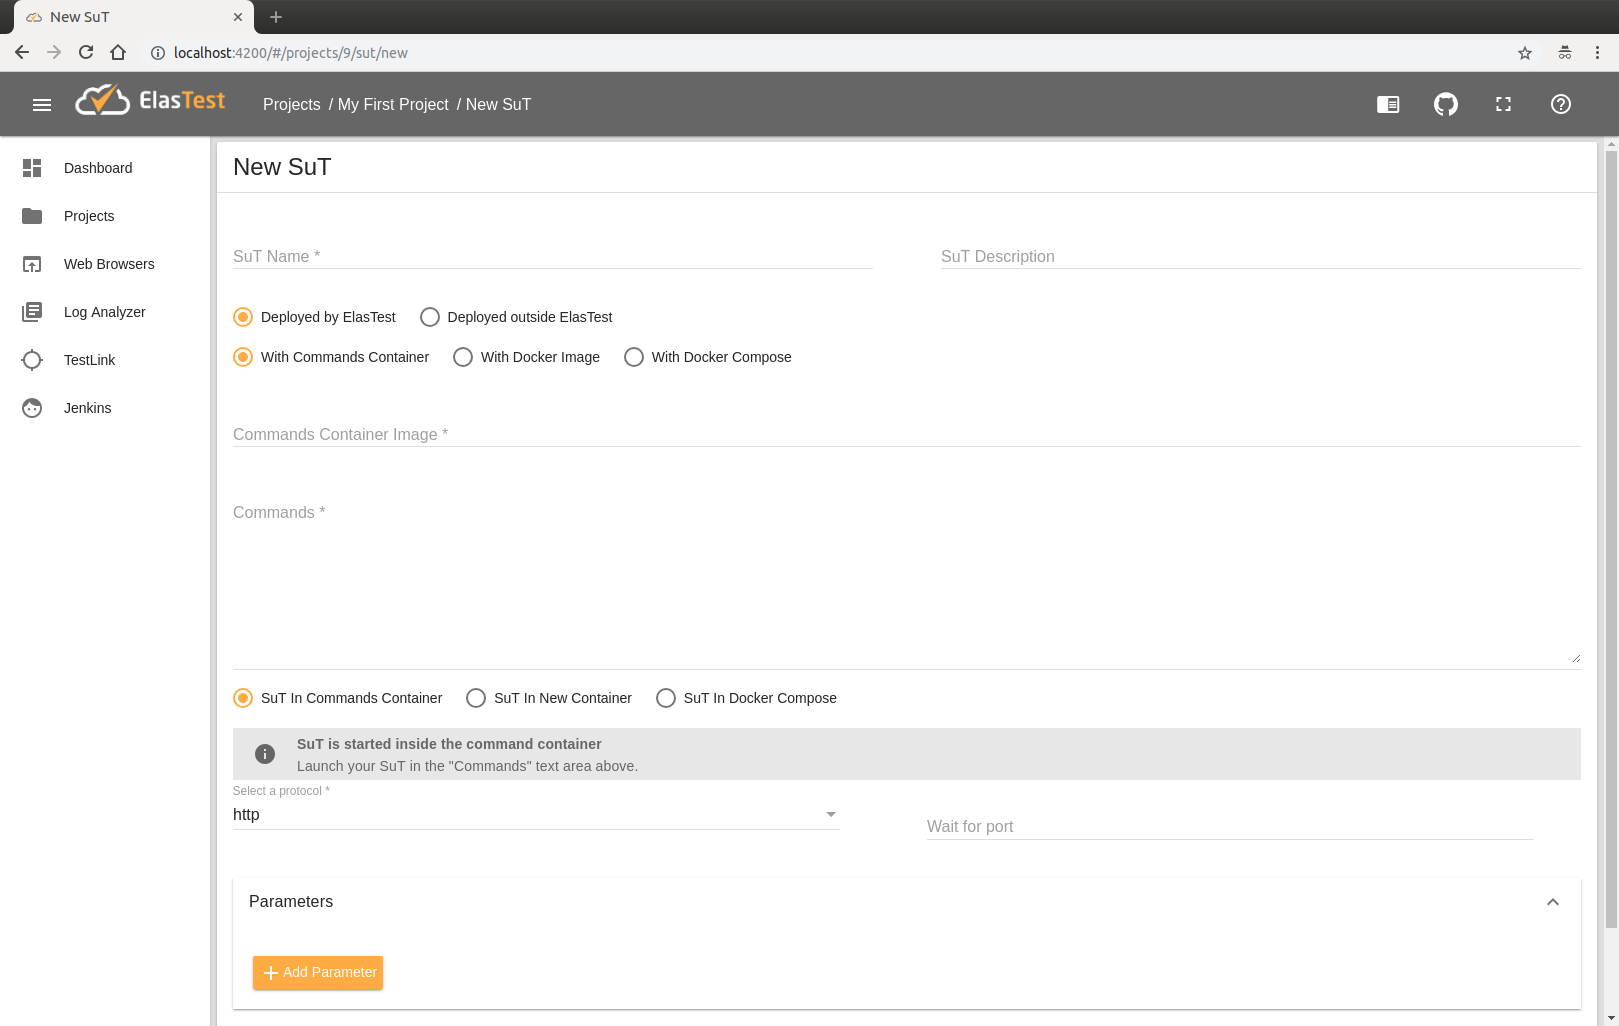 New SuT
localhost:4200/#/projects/9/sut/new
ElasTest
Projects / My First Project / New SuT
Dashboard
Projects
Web Browsers
Log Analyzer
TestLink
Jenkins
New SuT
SuT Name *
SuT Description
Deployed by ElasTest
Deployed outside ElasTest
With Commands Container
With Docker Image
With Docker Compose
Commands Container Image *
Commands *
SuT In Commands Container
SuT In New Container
SuT In Docker Compose
SuT is started inside the command container
Launch your SuT in the "Commands" text area above.
Select a protocol *
http
Wait for port
Parameters
Add Parameter